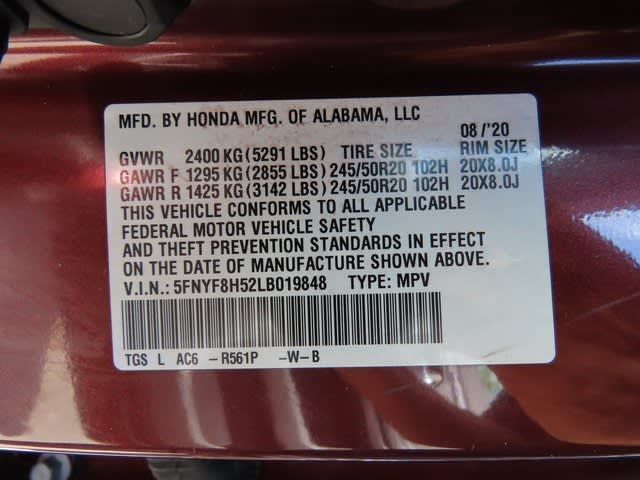 MFD. BY HONDA MFG. OF ALABAMA, LLC 08/'20
GVWR 2400 KG (5291 LBS) TIRE SIZE RIM SIZE
GAWR F 1295 KG (2855 LBS) 245/50R20 102H 20X8.0J
GAWR R 1425 KG (3142 LBS) 245/50R20 102H 20X8.0J
THIS VEHICLE CONFORMS TO ALL APPLICABLE
FEDERAL MOTOR VEHICLE SAFETY
AND THEFT PREVENTION STANDARDS IN EFFECT
ON THE DATE OF MANUFACTURE SHOWN ABOVE.
V.I.N.: 5FNYF8H52LB019848 TYPE: MPV
TGS L AC6 -R561P -W-B